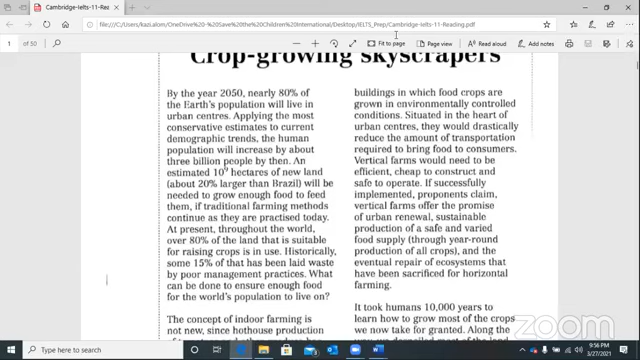 Cambridge-Ielts-11-Reading.pdf
file:///C:/Users/kazi.alom/OneDrive%20-%20Save%20the%20Children%20International/Desktop/IELTS_Prep/Cambridge-Ielts-11-Reading.pdf
1 of 50
Fit to page
Page view
Read aloud
Add notes
Crop-growing skyscrapers
By the year 2050, nearly 80% of
the Earth's population will live in
urban centres. Applying the most
conservative estimates to current
demographic trends, the human
population will increase by about
three billion people by then. An
estimated 10⁹ hectares of new land
(about 20% larger than Brazil) will be
needed to grow enough food to feed
them, if traditional farming methods
continue as they are practised today.
At present, throughout the world,
over 80% of the land that is suitable
for raising crops is in use. Historically,
some 15% of that has been laid waste
by poor management practices. What
can be done to ensure enough food
for the world's population to live on?
The concept of indoor farming is
not new, since hothouse production
buildings in which food crops are
grown in environmentally controlled
conditions. Situated in the heart of
urban centres, they would drastically
reduce the amount of transportation
required to bring food to consumers.
Vertical farms would need to be
efficient, cheap to construct and
safe to operate. If successfully
implemented, proponents claim,
vertical farms offer the promise
of urban renewal, sustainable
production of a safe and varied
food supply (through year-round
production of all crops), and the
eventual repair of ecosystems that
have been sacrificed for horizontal
farming.
It took humans 10,000 years to
learn how to grow most of the crops
we now take for granted. Along the
way, we despoiled most of the land
zoom
Type here to search
9:56 PM
3/27/2021